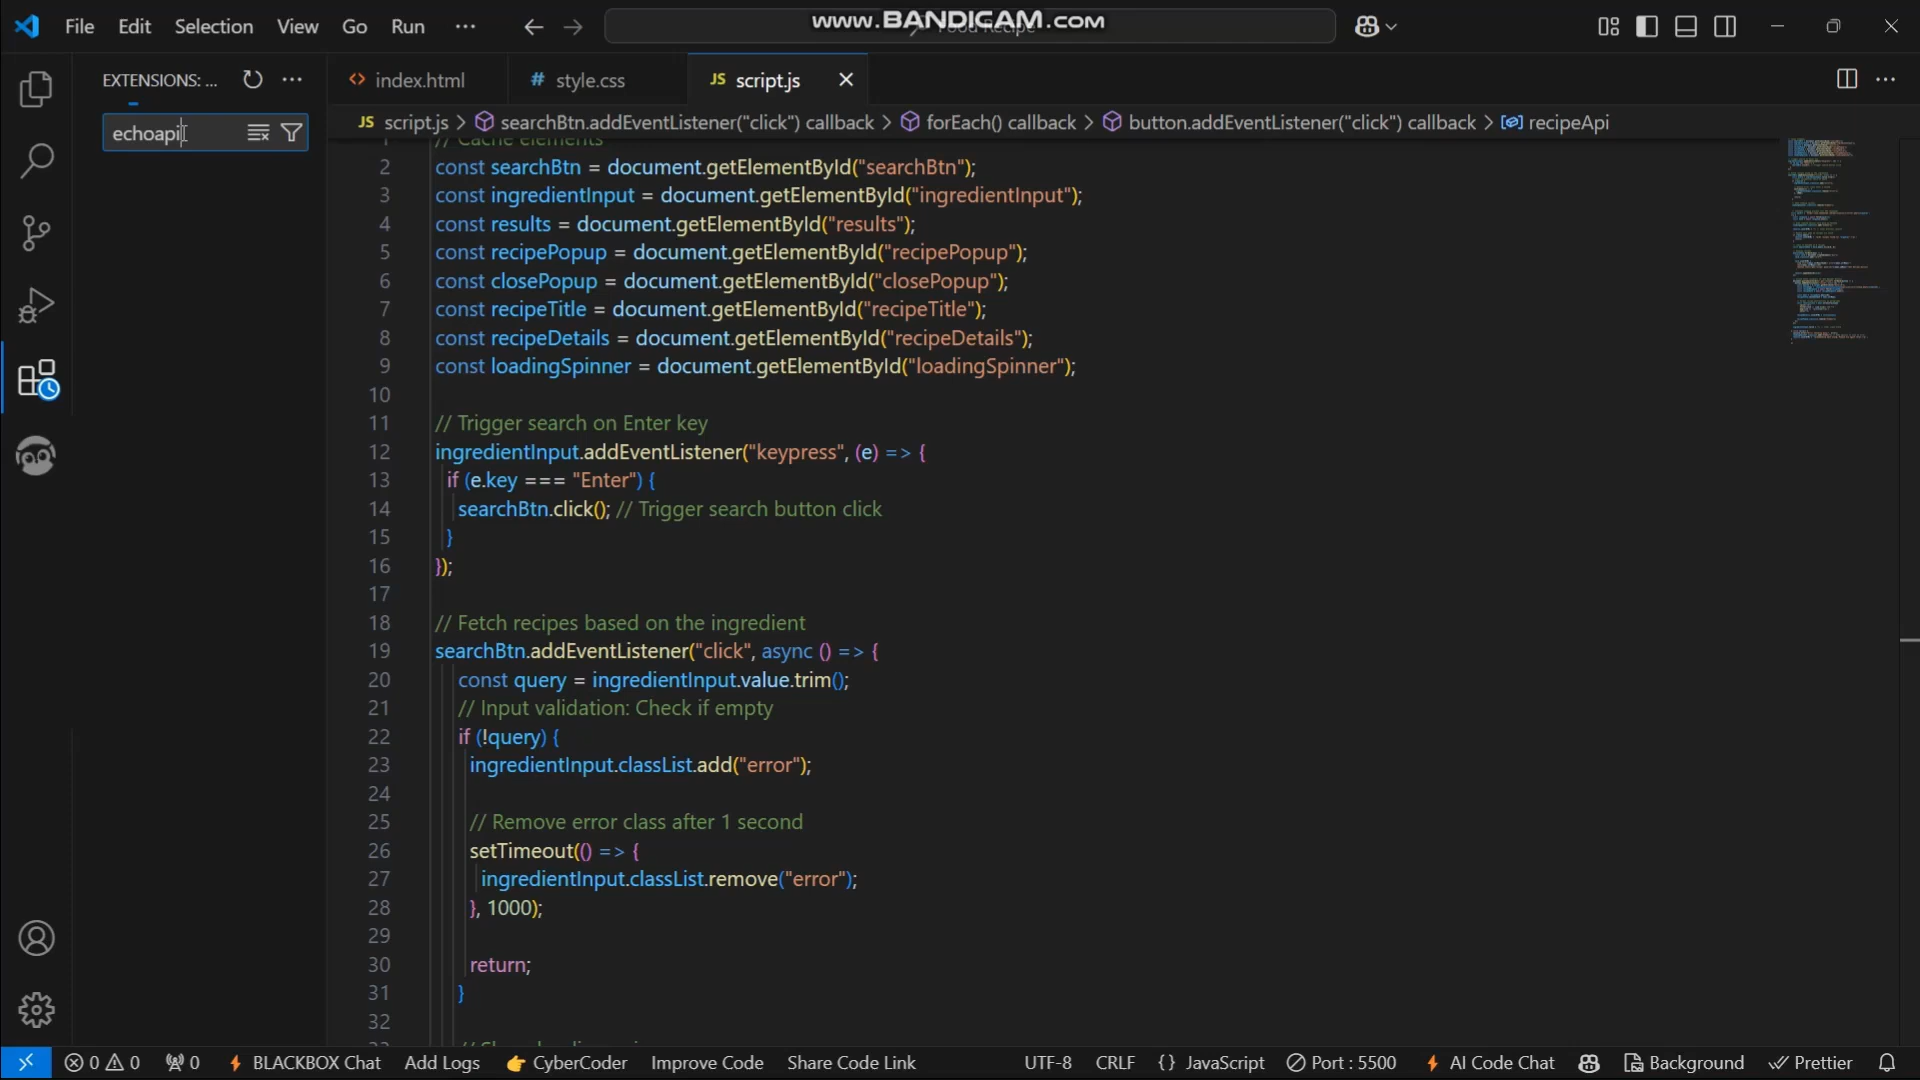 File Edit Selection View Go Run ··· www.BANDICAM.com Food Recipe
EXTENSIONS: ... ···
echoapi
<> index.html # style.css JS script.js
JS script.js > searchBtn.addEventListener("click") callback > forEach() callback > button.addEventListener("click") callback > recipeApi
1 // Cache elements
2 const searchBtn = document.getElementById("searchBtn");
3 const ingredientInput = document.getElementById("ingredientInput");
4 const results = document.getElementById("results");
5 const recipePopup = document.getElementById("recipePopup");
6 const closePopup = document.getElementById("closePopup");
7 const recipeTitle = document.getElementById("recipeTitle");
8 const recipeDetails = document.getElementById("recipeDetails");
9 const loadingSpinner = document.getElementById("loadingSpinner");
10
11 // Trigger search on Enter key
12 ingredientInput.addEventListener("keypress", (e) => {
13 if (e.key === "Enter") {
14 searchBtn.click(); // Trigger search button click
15 }
16 });
17
18 // Fetch recipes based on the ingredient
19 searchBtn.addEventListener("click", async () => {
20 const query = ingredientInput.value.trim();
21 // Input validation: Check if empty
22 if (!query) {
23 ingredientInput.classList.add("error");
24
25 // Remove error class after 1 second
26 setTimeout(() => {
27 ingredientInput.classList.remove("error");
28 }, 1000);
29
30 return;
31 }
32
0 0 0 BLACKBOX Chat Add Logs 👉 CyberCoder Improve Code Share Code Link UTF-8 CRLF {} JavaScript Port : 5500 AI Code Chat Background Prettier